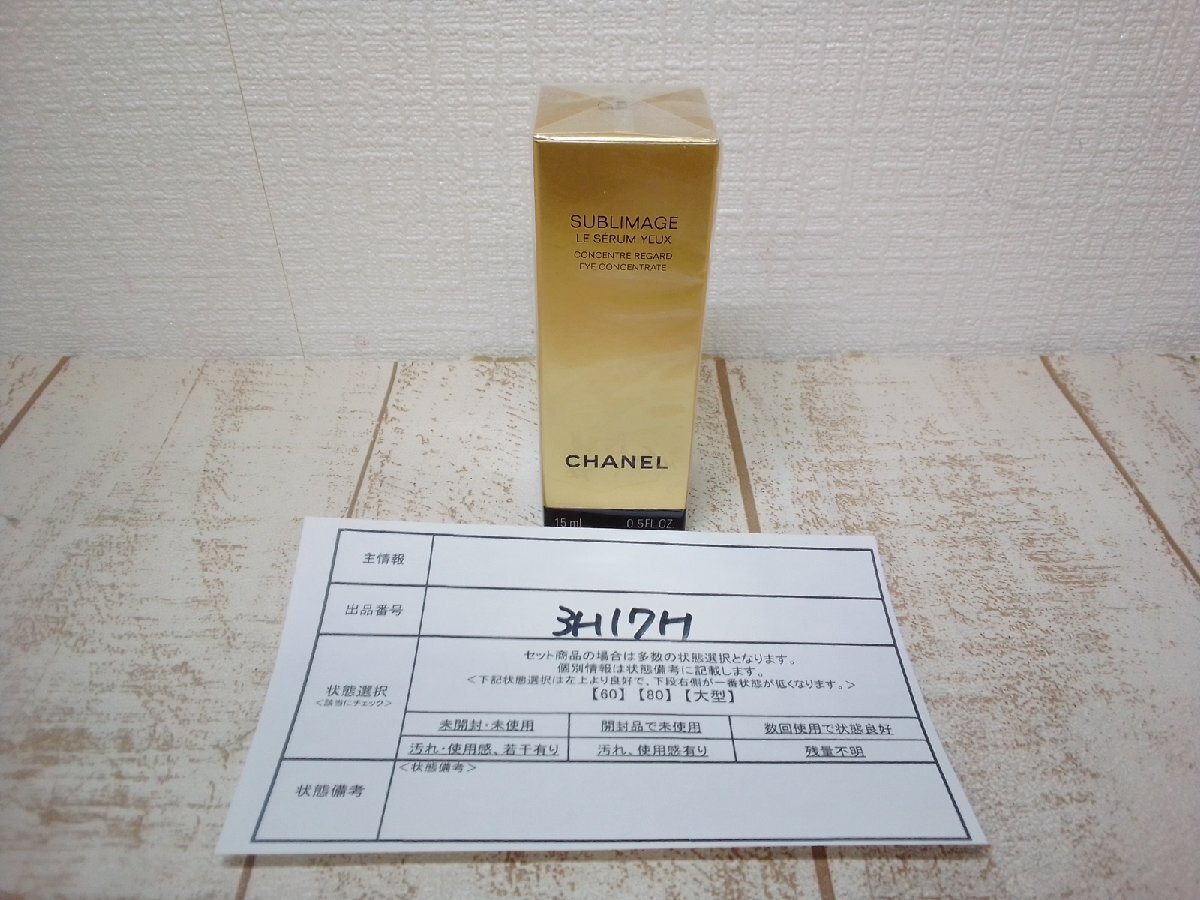 SUBLIMAGE
LE SÉRUM YEUX
CONCENTRÉ REGARD
EYE CONCENTRATE
CHANEL
15 mL 0.5FL.OZ.
主情報
出品番号 3H17H
セット商品の場合は多数の状態選択となります。
個別情報は状態備考に記載します。
<下記状態選択は左上より良好で、下段右側が一番状態が低くなります。>
【60】【80】【大型】
状態選択
<該当にチェック>
未開封・未使用 開封品で未使用 数回使用で状態良好
汚れ・使用感、若干有り 汚れ、使用感有り 残量不明
<状態備考>
状態備考